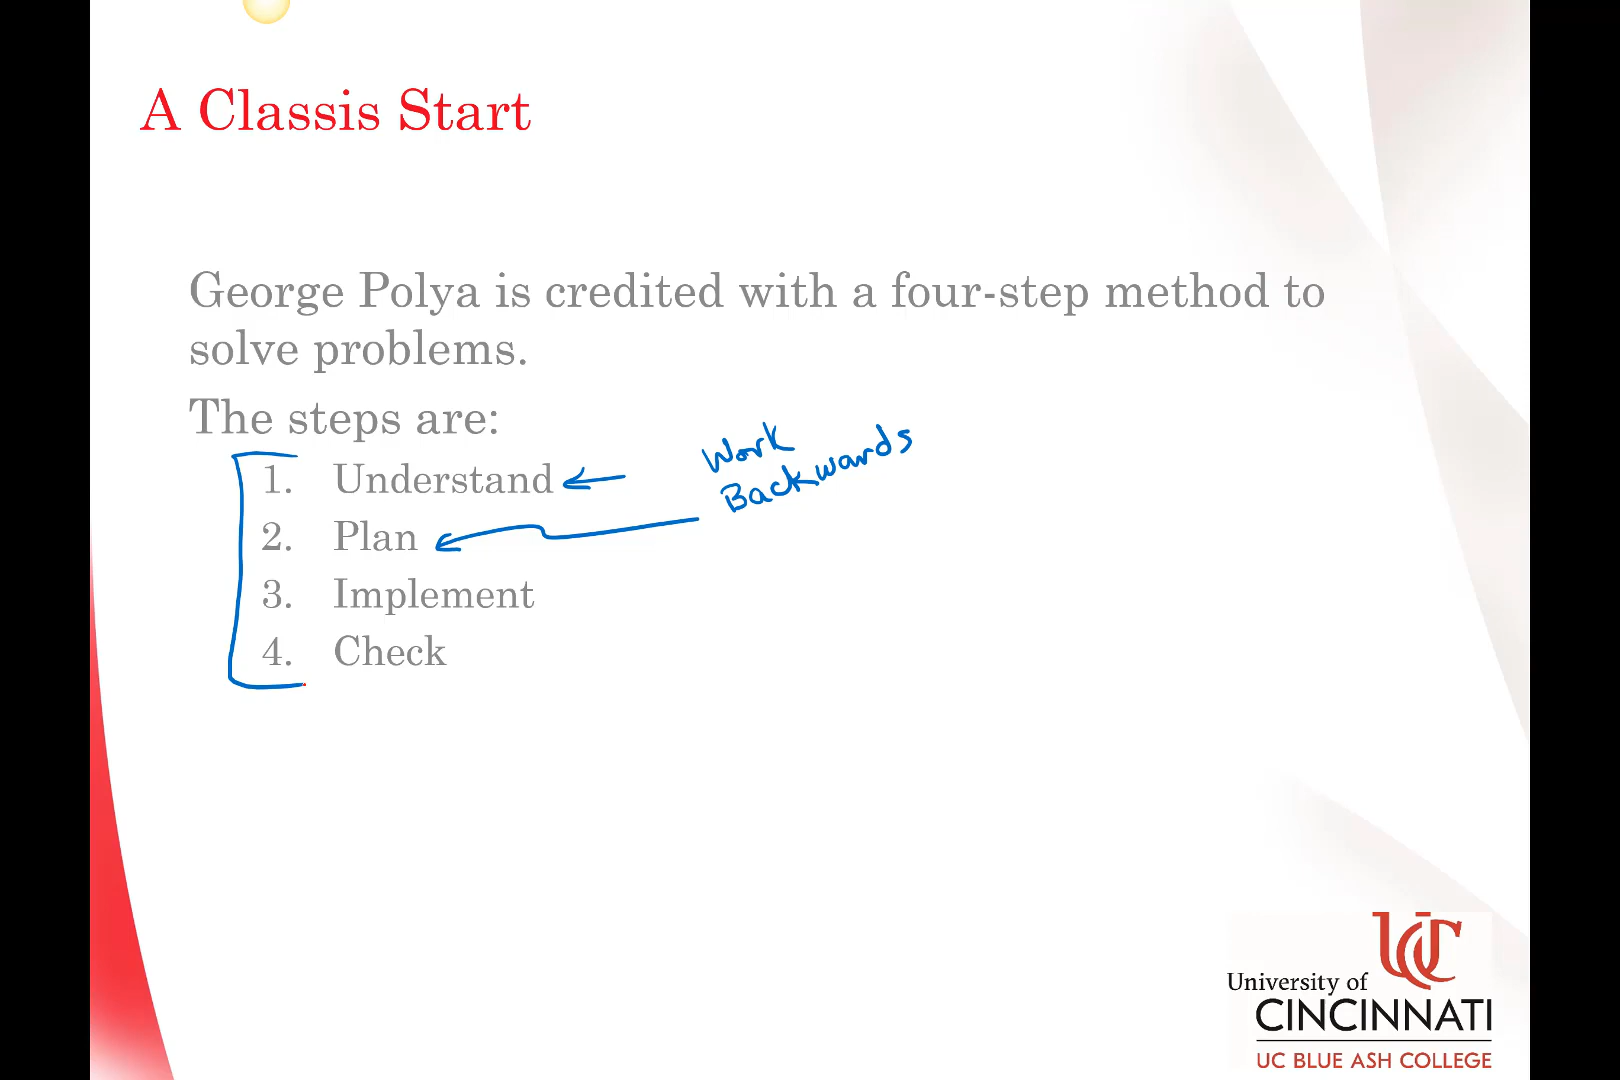 A Classis Start
George Polya is credited with a four-step method to
solve problems.
The steps are:
1. Understand
2. Plan
3. Implement
4. Check
Work
Backwards
UC
University of
CINCINNATI
UC BLUE ASH COLLEGE